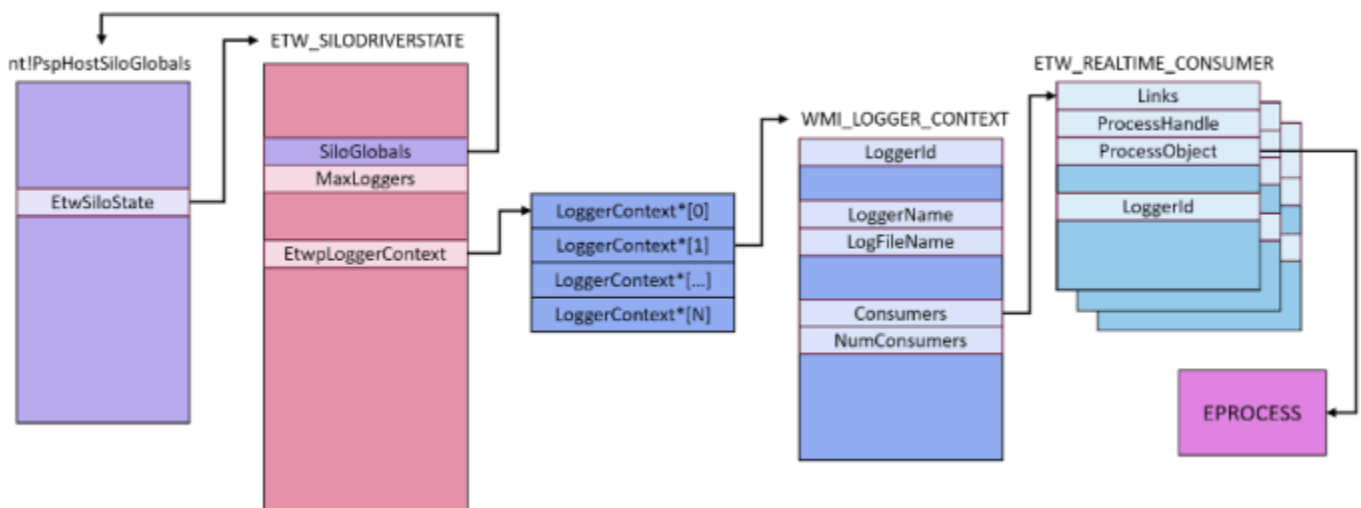 nt!PspHostSiloGlobals
EtwSiloState
ETW_SILODRIVERSTATE
SiloGlobals
MaxLoggers
EtwpLoggerContext
LoggerContext*[0]
LoggerContext*[1]
LoggerContext*[...]
LoggerContext*[N]
WMI_LOGGER_CONTEXT
LoggerId
LoggerName
LogFileName
Consumers
NumConsumers
ETW_REALTIME_CONSUMER
Links
ProcessHandle
ProcessObject
LoggerId
EPROCESS